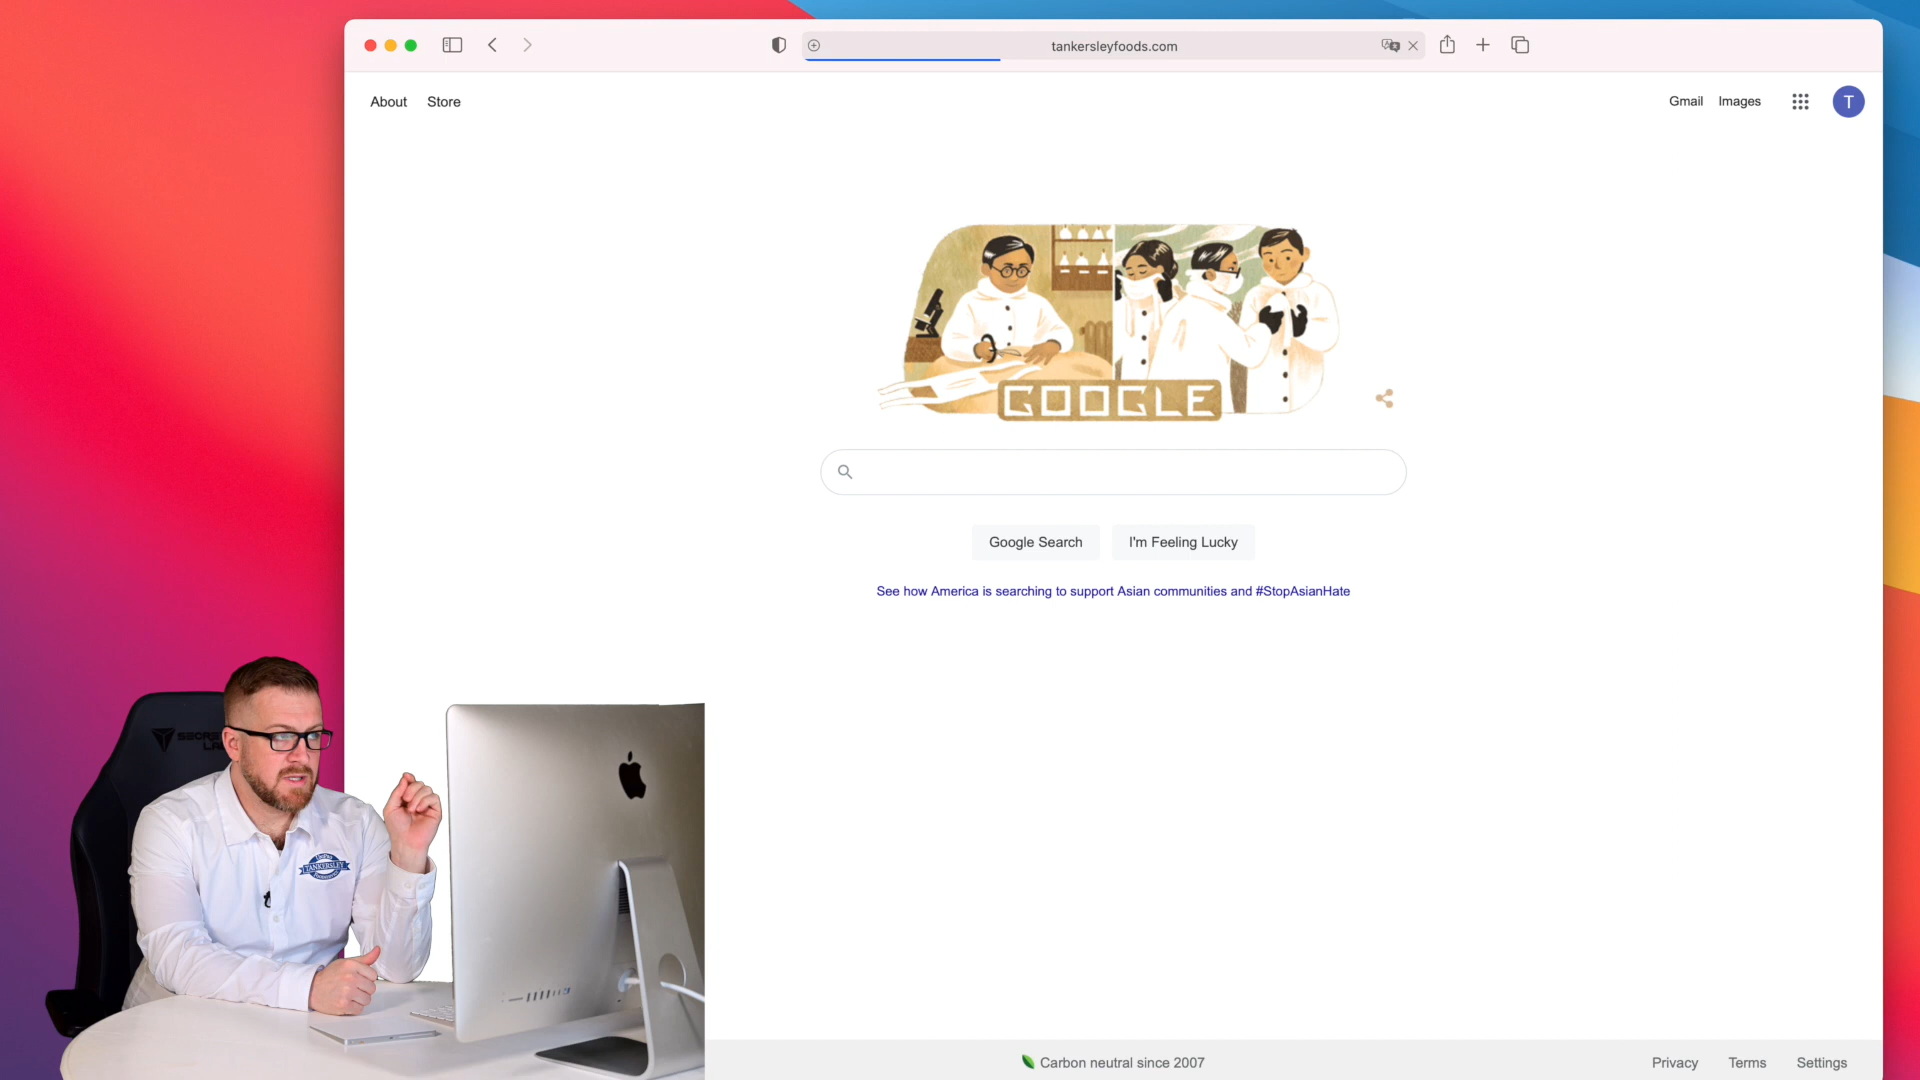 tankersleyfoods.com
About Store
Gmail Images
T
GOOGLE
Google Search
I'm Feeling Lucky
See how America is searching to support Asian communities and #StopAsianHate
TANKERSLEY
Carbon neutral since 2007
Privacy Terms Settings